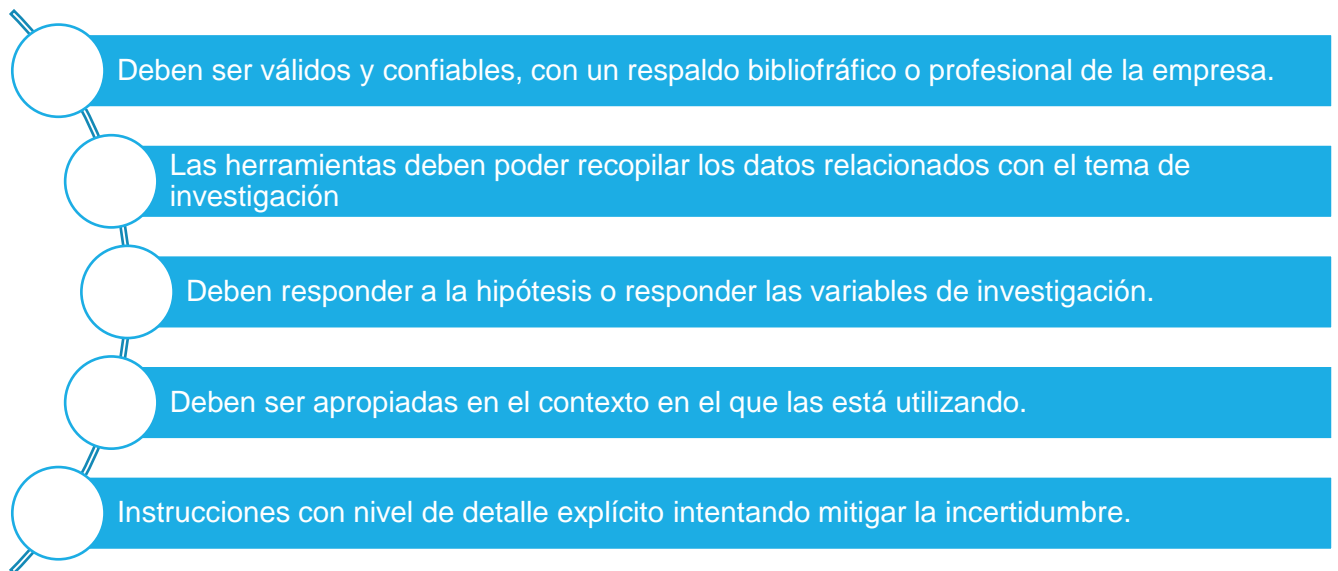 Deben ser válidos y confiables, con un respaldo bibliofráfico o profesional de la empresa.
Las herramientas deben poder recopilar los datos relacionados con el tema de
investigación
Deben responder a la hipótesis o responder las variables de investigación.
Deben ser apropiadas en el contexto en el que las está utilizando.
Instrucciones con nivel de detalle explícito intentando mitigar la incertidumbre.